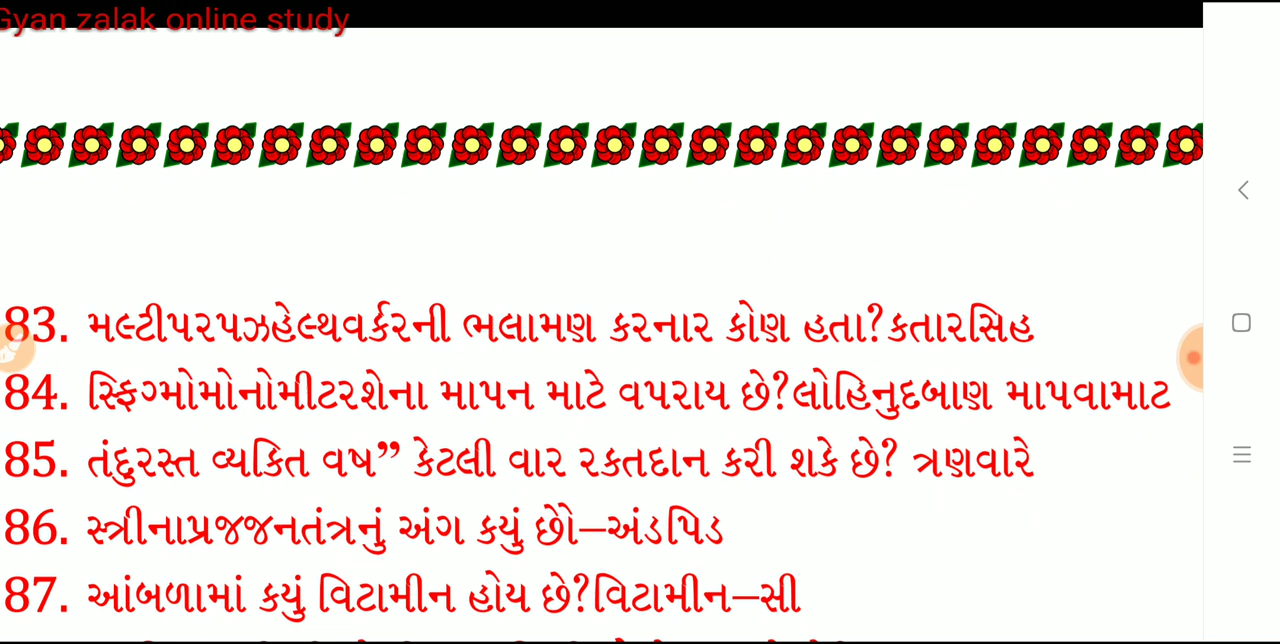 Gyan zalak online study
83. મલ્ટીપરપઝહેલ્થવર્કરની ભલામણ કરનાર કોણ હતા?કતારસિહ
84. સ્ફિગ્મોમોનોમીટરશેના માપન માટે વપરાય છે?લોહિનુદબાણ માપવામાટ
85. તંદુરસ્ત વ્યકિત વષ” કેટલી વાર રકતદાન કરી શકે છે? ત્રણવારે
86. સ્ત્રીનાપ્રજજનતંત્રનું અંગ કયું છેો–અંડપિડ
87. આંબળામાં કયું વિટામીન હોય છે?વિટામીન–સી